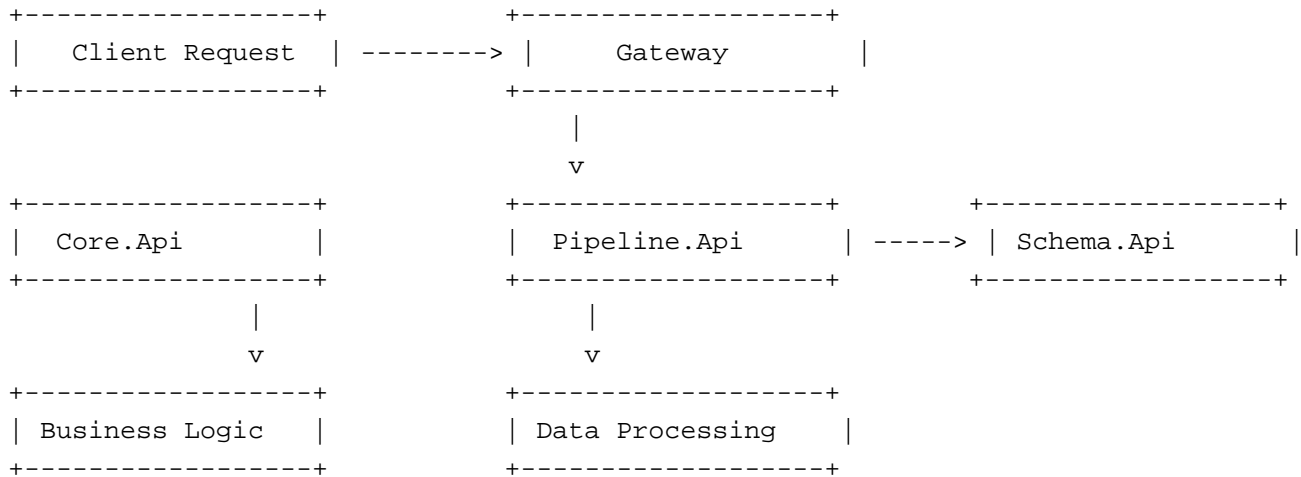 +------------------+ +-------------------+
| Client Request | --------> | Gateway |
+------------------+ +-------------------+
|
v
+------------------+ +-------------------+ +------------------+
| Core.Api | | Pipeline.Api | -----> | Schema.Api |
+------------------+ +-------------------+ +------------------+
| |
v v
+------------------+ +-------------------+
| Business Logic | | Data Processing |
+------------------+ +-------------------+